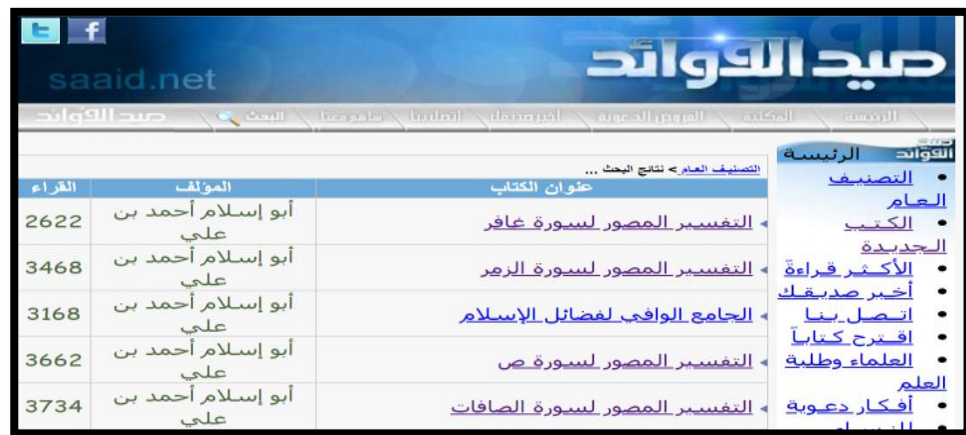 صيد الفوائد
saaid.net
الرئيسة المكتبة العروض الدعوية أخبر صديقك اتصل بنا ساهم معنا البحث صيد الفوائد
صيد الفوائد
الرئيسة
التصنيف
العام
الكتب
الجديدة
الأكثر قراءة
أخبر صديقك
اتصل بنا
اقترح كتاباً
العلماء وطلبة
العلم
أفكار دعوية
التصنيف العام > نتائج البحث ...
عنوان الكتاب المؤلف القراء
التفسير المصور لسورة غافر أبو إسلام أحمد بن 2622
علي
التفسير المصور لسورة الزمر أبو إسلام أحمد بن 3468
علي
الجامع الوافي لفضائل الإسلام أبو إسلام أحمد بن 3168
علي
التفسير المصور لسورة ص أبو إسلام أحمد بن 3662
علي
التفسير المصور لسورة الصافات أبو إسلام أحمد بن 3734
علي